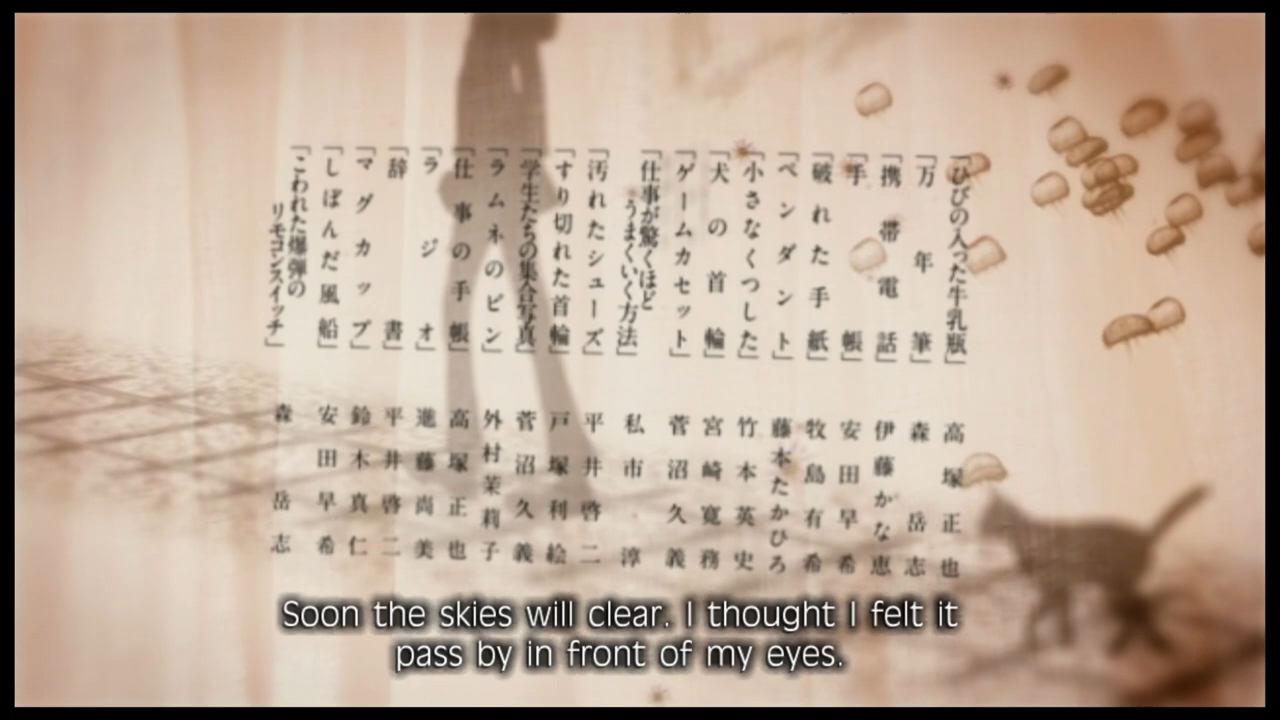 「ひびの入った牛乳瓶」 高塚正也
「万年筆」 森岳志
「携帯電話」 伊藤かな恵
「手帳」 安田早希
「破れた手紙」 牧島有希
「ペンダント」 藤本たかひろ
「小さなくつした」 竹本英史
「犬の首輪」 宮崎寛務
「ゲームカセット」 菅沼久義
「仕事が驚くほど
うまくいく方法」 私市淳
「汚れたシューズ」 平井啓二
「すり切れた首輪」 戸塚利絵
「学生たちの集合写真」 菅沼久義
「ラムネのビン」 外村茉莉子
「仕事の手帳」 高塚正也
「ラジオ」 進藤尚美
「辞書」 平井啓二
「マグカップ」 鈴木真仁
「しぼんだ風船」 安田早希
「こわれた爆弾の
リモコンスイッチ」 森岳志
Soon the skies will clear. I thought I felt it
pass by in front of my eyes.